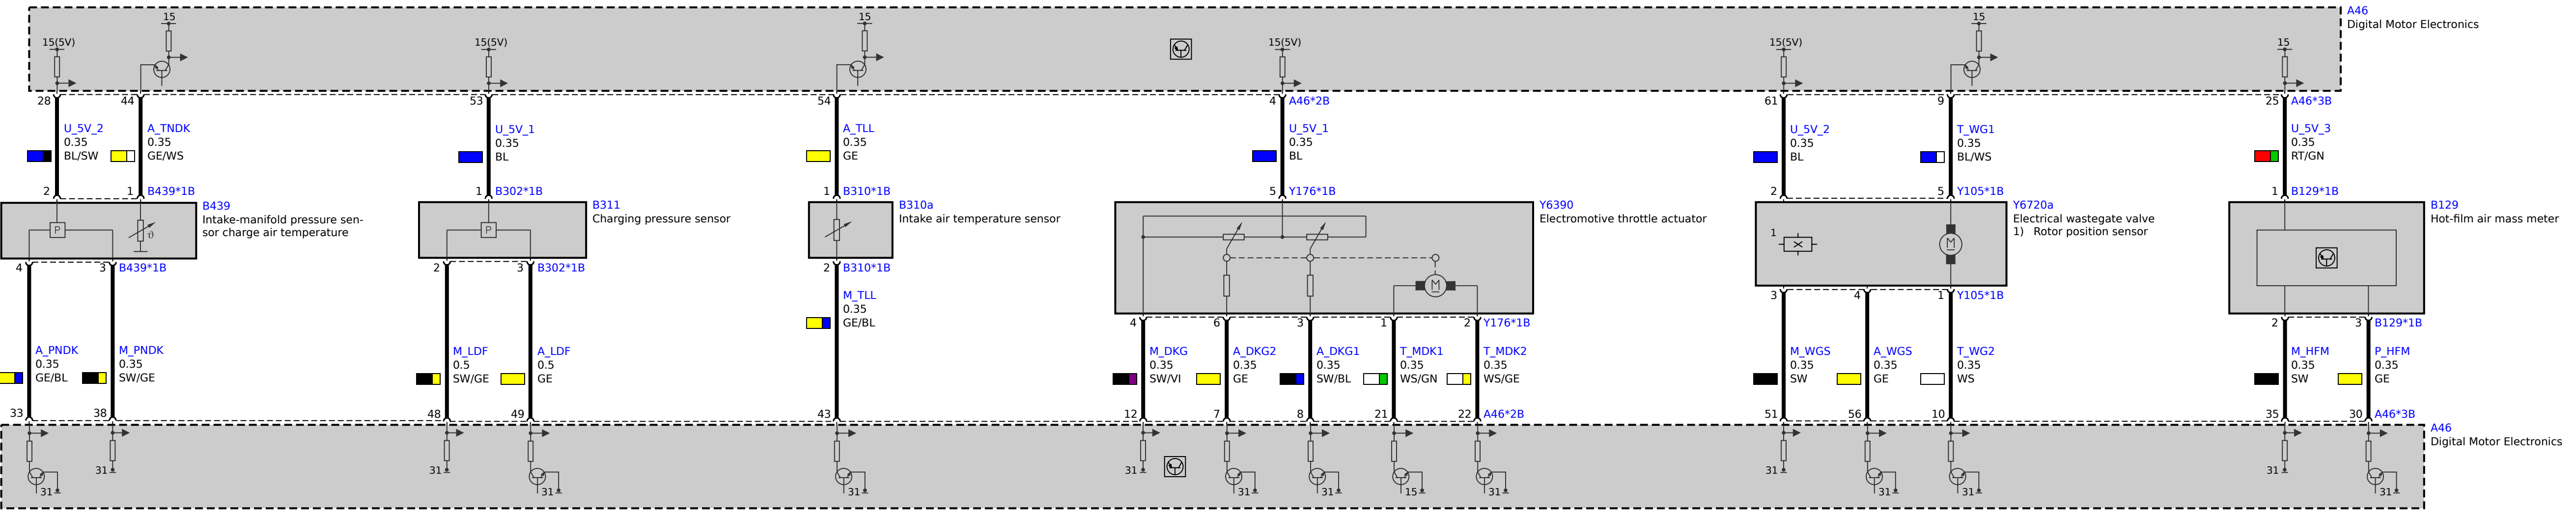 15
15
15
A46
Digital Motor Electronics
15(5V)
15(5V)
15(5V)
15(5V)
15
28
44
53
54
4
A46*2B
61
9
25
A46*3B
U_5V_2
0.35
BL/SW
A_TNDK
0.35
GE/WS
U_5V_1
0.35
BL
A_TLL
0.35
GE
U_5V_1
0.35
BL
U_5V_2
0.35
BL
T_WG1
0.35
BL/WS
U_5V_3
0.35
RT/GN
2
1
B439*1B
1
B302*1B
1
B310*1B
5
Y176*1B
2
5
Y105*1B
1
B129*1B
B439
Intake-manifold pressure sen-
sor charge air temperature
P
ϑ
B311
Charging pressure sensor
P
B310a
Intake air temperature sensor
Y6390
Electromotive throttle actuator
M
Y6720a
Electrical wastegate valve
1) Rotor position sensor
1
M
B129
Hot-film air mass meter
4
3
B439*1B
2
3
B302*1B
2
B310*1B
M_TLL
0.35
GE/BL
4
6
3
1
2
Y176*1B
3
4
1
Y105*1B
2
3
B129*1B
A_PNDK
0.35
GE/BL
M_PNDK
0.35
SW/GE
M_LDF
0.5
SW/GE
A_LDF
0.5
GE
M_DKG
0.35
SW/VI
A_DKG2
0.35
GE
A_DKG1
0.35
SW/BL
T_MDK1
0.35
WS/GN
T_MDK2
0.35
WS/GE
M_WGS
0.35
SW
A_WGS
0.35
GE
T_WG2
0.35
WS
M_HFM
0.35
SW
P_HFM
0.35
GE
33
38
48
49
43
12
7
8
21
22
A46*2B
51
56
10
35
30
A46*3B
A46
Digital Motor Electronics
31
31
31
31
31
31
31
31
31
15
31
31
31
31
31